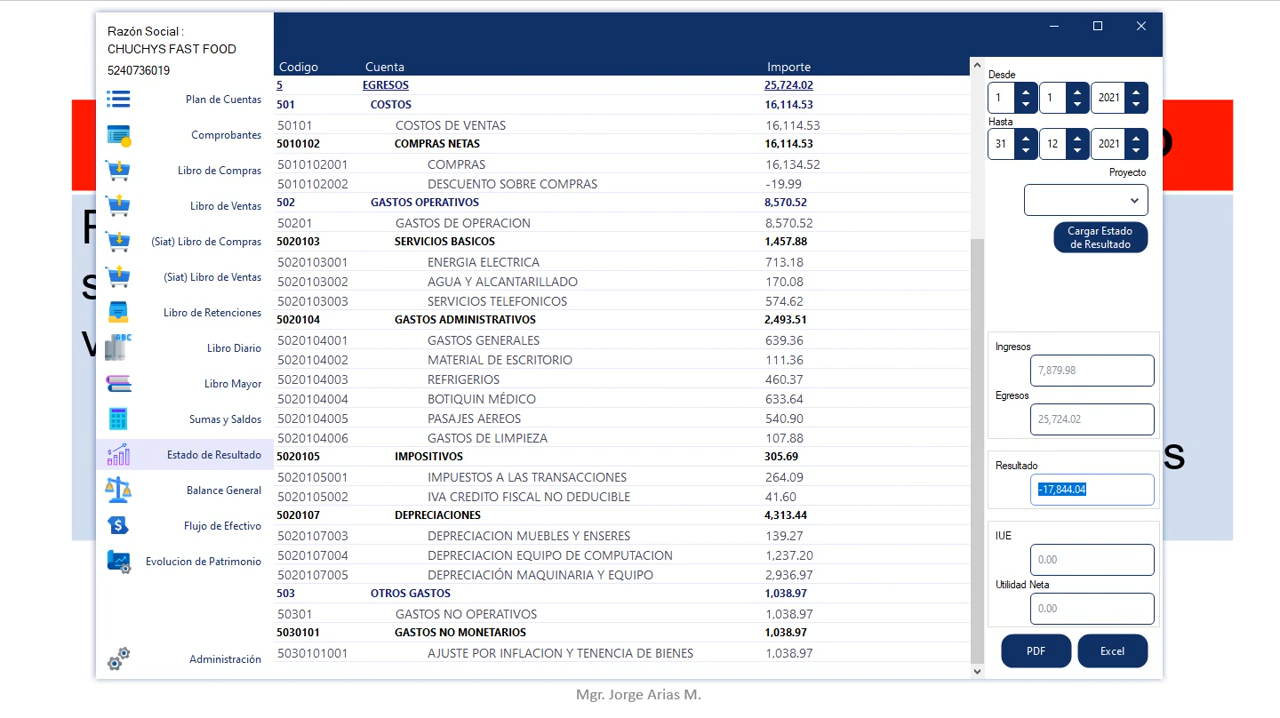 Razón Social :
CHUCHYS FAST FOOD
5240736019
Plan de Cuentas
Comprobantes
Libro de Compras
Libro de Ventas
(Siat) Libro de Compras
(Siat) Libro de Ventas
Libro de Retenciones
Libro Diario
Libro Mayor
Sumas y Saldos
Estado de Resultado
Balance General
Flujo de Efectivo
Evolucion de Patrimonio
Administración
Codigo Cuenta Importe
5 EGRESOS 25,724.02
501 COSTOS 16,114.53
50101 COSTOS DE VENTAS 16,114.53
5010102 COMPRAS NETAS 16,114.53
5010102001 COMPRAS 16,134.52
5010102002 DESCUENTO SOBRE COMPRAS -19.99
502 GASTOS OPERATIVOS 8,570.52
50201 GASTOS DE OPERACION 8,570.52
5020103 SERVICIOS BASICOS 1,457.88
5020103001 ENERGIA ELECTRICA 713.18
5020103002 AGUA Y ALCANTARILLADO 170.08
5020103003 SERVICIOS TELEFONICOS 574.62
5020104 GASTOS ADMINISTRATIVOS 2,493.51
5020104001 GASTOS GENERALES 639.36
5020104002 MATERIAL DE ESCRITORIO 111.36
5020104003 REFRIGERIOS 460.37
5020104004 BOTIQUIN MÉDICO 633.64
5020104005 PASAJES AEREOS 540.90
5020104006 GASTOS DE LIMPIEZA 107.88
5020105 IMPOSITIVOS 305.69
5020105001 IMPUESTOS A LAS TRANSACCIONES 264.09
5020105002 IVA CREDITO FISCAL NO DEDUCIBLE 41.60
5020107 DEPRECIACIONES 4,313.44
5020107003 DEPRECIACION MUEBLES Y ENSERES 139.27
5020107004 DEPRECIACION EQUIPO DE COMPUTACION 1,237.20
5020107005 DEPRECIACIÓN MAQUINARIA Y EQUIPO 2,936.97
503 OTROS GASTOS 1,038.97
50301 GASTOS NO OPERATIVOS 1,038.97
5030101 GASTOS NO MONETARIOS 1,038.97
5030101001 AJUSTE POR INFLACION Y TENENCIA DE BIENES 1,038.97
Desde
1 1 2021
Hasta
31 12 2021
Proyecto
Cargar Estado
de Resultado
Ingresos
7,879.98
Egresos
25,724.02
Resultado
-17,844.04
IUE
0.00
Utilidad Neta
0.00
PDF Excel
ABC
Mgr. Jorge Arias M.